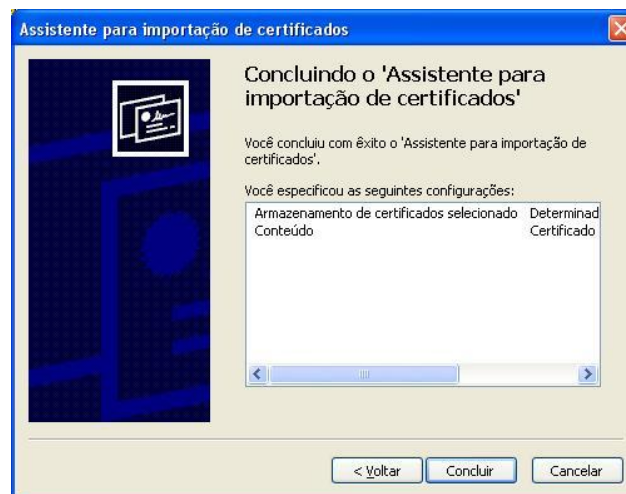 Assistente para importação de certificados
Concluindo o 'Assistente para
importação de certificados'
Você concluiu com êxito o 'Assistente para importação de
certificados'.
Você especificou as seguintes configurações:
Armazenamento de certificados selecionado Determinad
Conteúdo Certificado
< Voltar Concluir Cancelar